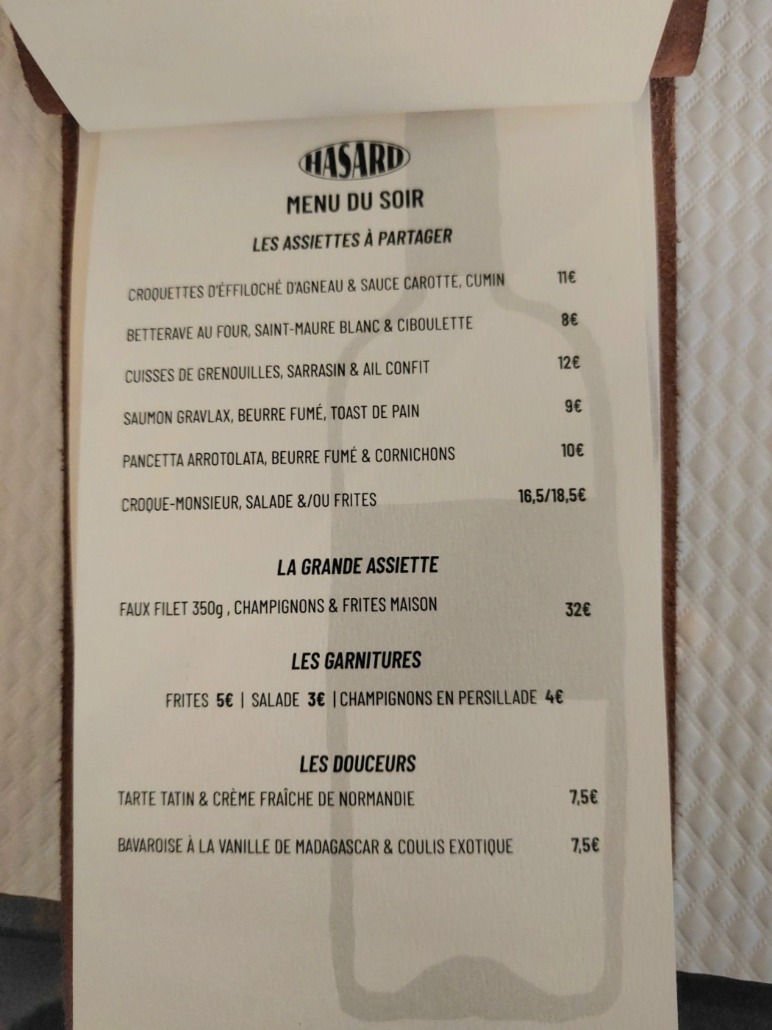 HASARD
MENU DU SOIR
LES ASSIETTES À PARTAGER
CROQUETTES D'ÉFFILOCHÉ D'AGNEAU & SAUCE CAROTTE, CUMIN 11€
BETTERAVE AU FOUR, SAINT-MAURE BLANC & CIBOULETTE 8€
CUISSES DE GRENOUILLES, SARRASIN & AIL CONFIT 12€
SAUMON GRAVLAX, BEURRE FUMÉ, TOAST DE PAIN 9€
PANCETTA ARROTOLATA, BEURRE FUMÉ & CORNICHONS 10€
CROQUE-MONSIEUR, SALADE &/OU FRITES 16,5/18,5€
LA GRANDE ASSIETTE
FAUX FILET 350g , CHAMPIGNONS & FRITES MAISON 32€
LES GARNITURES
FRITES 5€ | SALADE 3€ | CHAMPIGNONS EN PERSILLADE 4€
LES DOUCEURS
TARTE TATIN & CRÈME FRAÎCHE DE NORMANDIE 7,5€
BAVAROISE À LA VANILLE DE MADAGASCAR & COULIS EXOTIQUE 7,5€